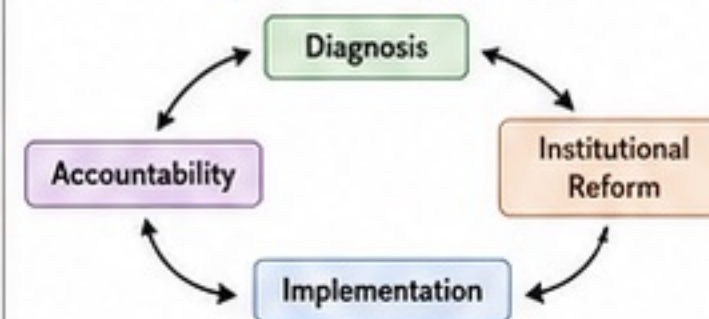 Diagnosis
Accountability
Institutional
Reform
Implementation